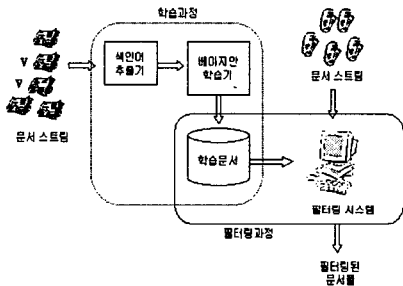 학습과정
색인어
추출기
베이지안
학습기
문서 스트림
문서 스트림
학습문서
필터링 시스템
필터링과정
필터링된
문서들